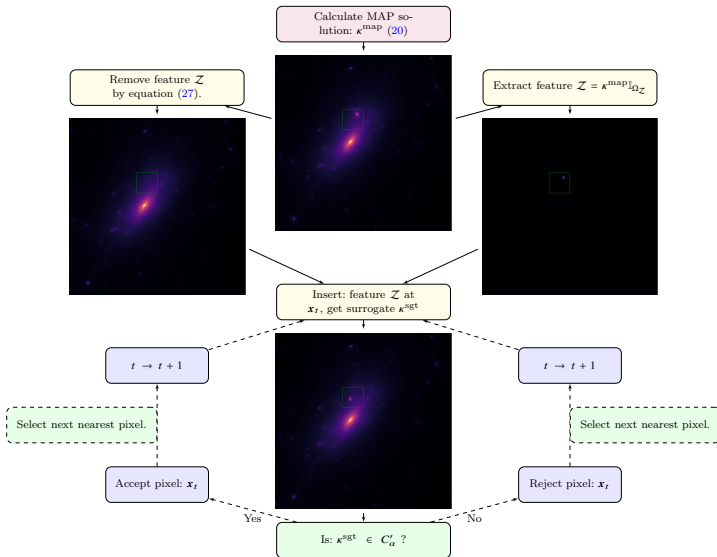 Calculate MAP so-
lution: κ^map (20)
Remove feature 𝒵
by equation (27).
Extract feature 𝒵 = κ^map 𝕀_Ω_𝒵
Insert: feature 𝒵 at
x_t, get surrogate κ^sgt
t → t + 1
t → t + 1
Select next nearest pixel.
Select next nearest pixel.
Accept pixel: x_t
Reject pixel: x_t
Yes
No
Is: κ^sgt ∈ C′_α ?